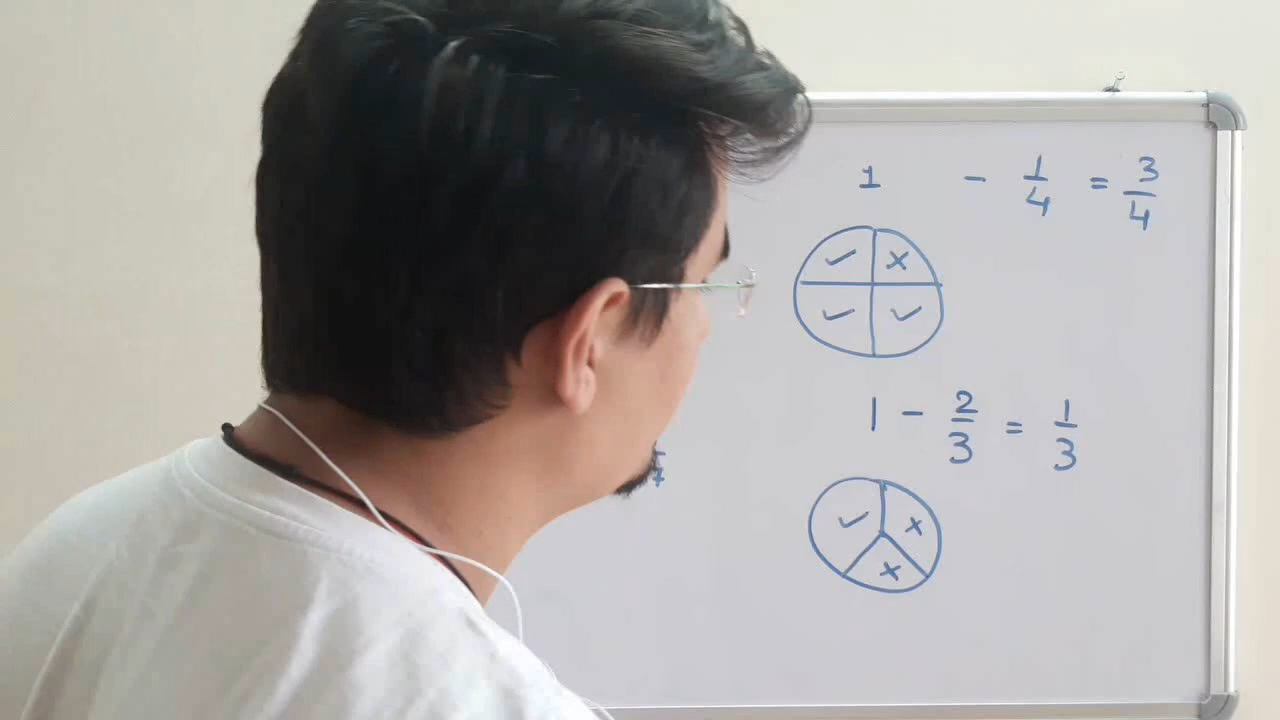 1 - 1/4 = 3/4
✓ ×
✓ ✓
1 - 2/3 = 1/3
✓ ×
×